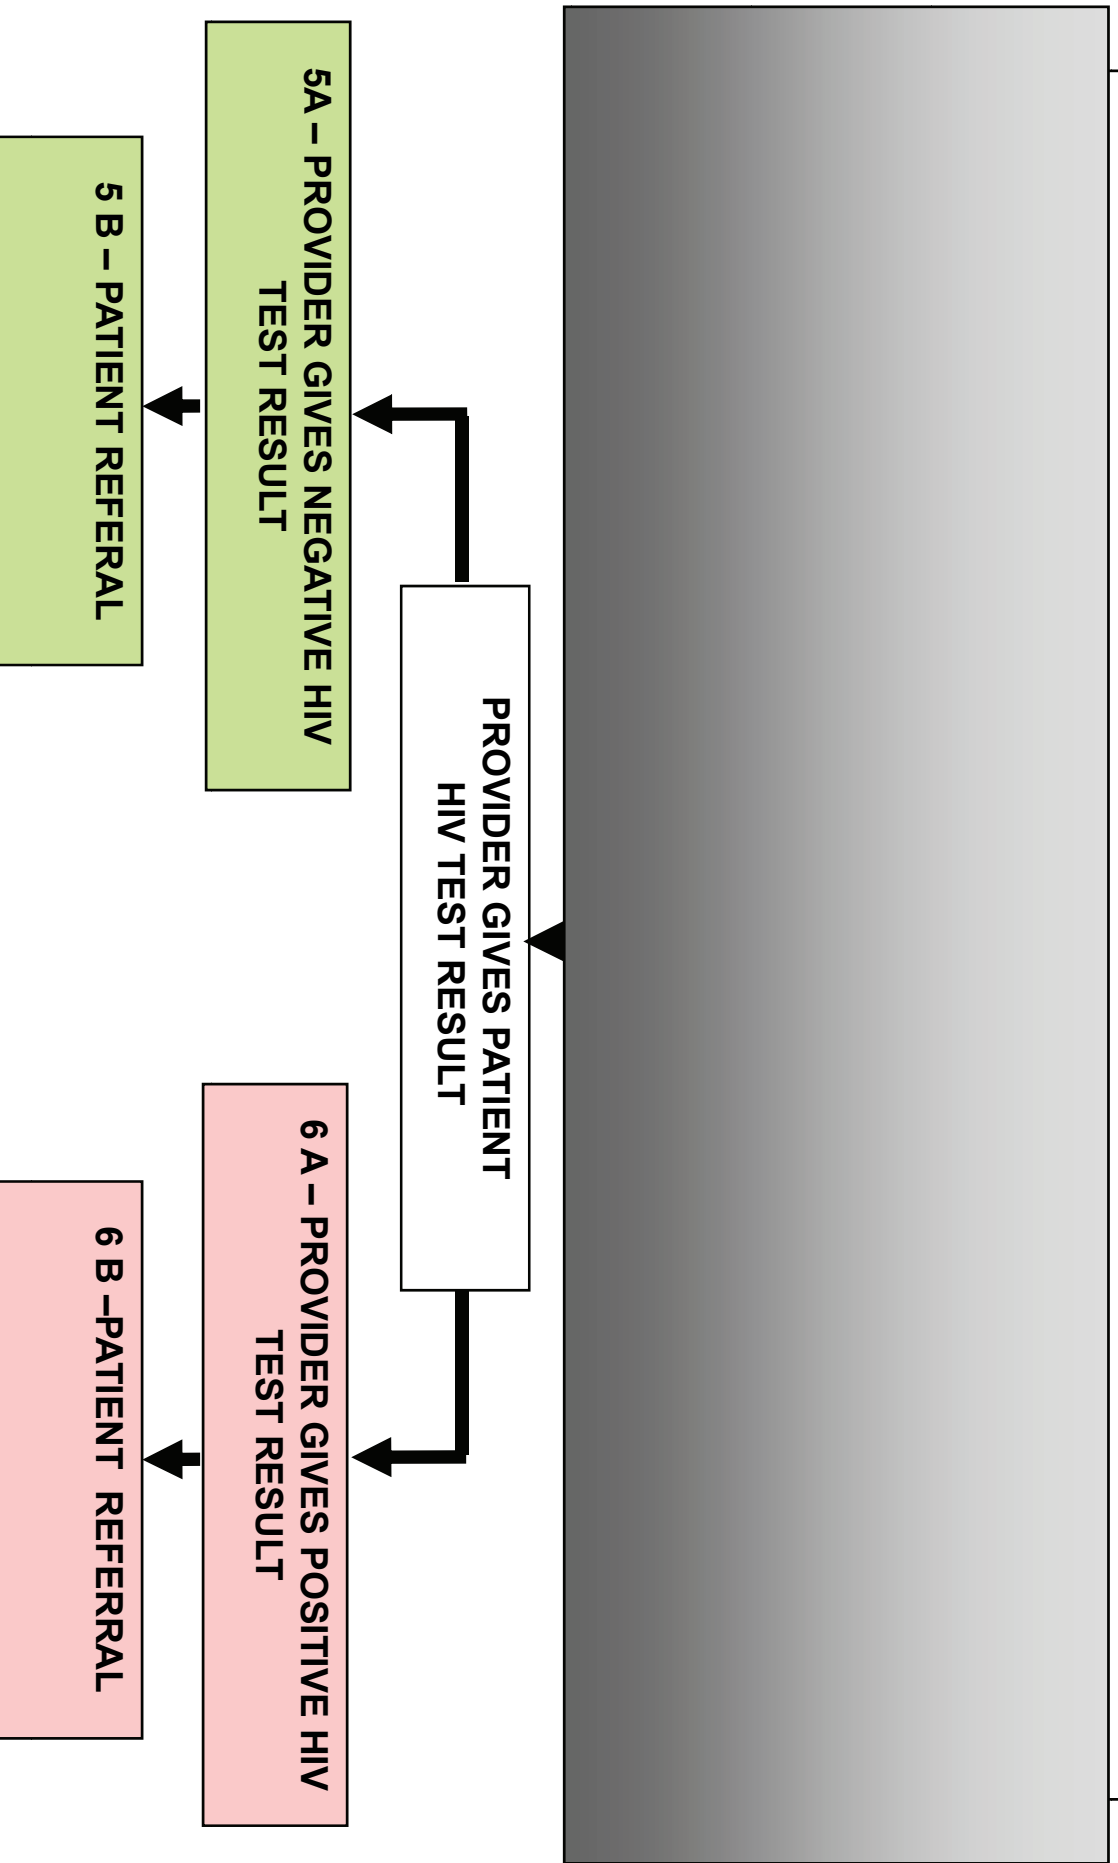 PROVIDER GIVES PATIENT
HIV TEST RESULT
5A – PROVIDER GIVES NEGATIVE HIV
TEST RESULT
5 B – PATIENT REFERAL
6 A – PROVIDER GIVES POSITIVE HIV
TEST RESULT
6 B –PATIENT REFERRAL